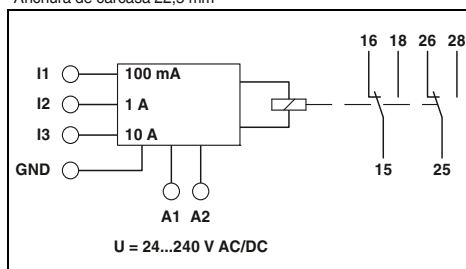 Anchura de carcasa 22,5 mm
16 18 26 28
I1 100 mA
I2 1 A
I3 10 A
GND
15 25
A1 A2
U = 24...240 V AC/DC